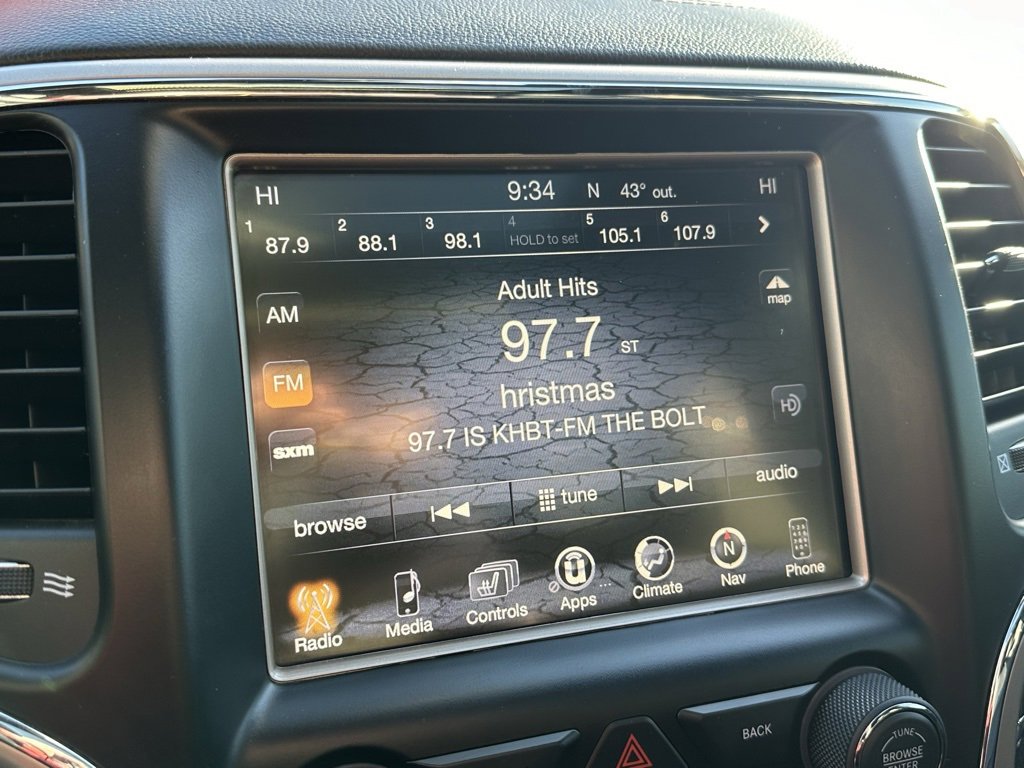 HI 9:34 N 43° out. HI
1 87.9 2 88.1 3 98.1 4 HOLD to set 5 105.1 6 107.9
Adult Hits
map
AM
97.7 ST
FM
hristmas
HD
97.7 IS KHBT-FM THE BOLT
sxm
browse tune audio
Radio Media Controls Apps Climate N Nav Phone
BACK
TUNE
BROWSE
ENTER